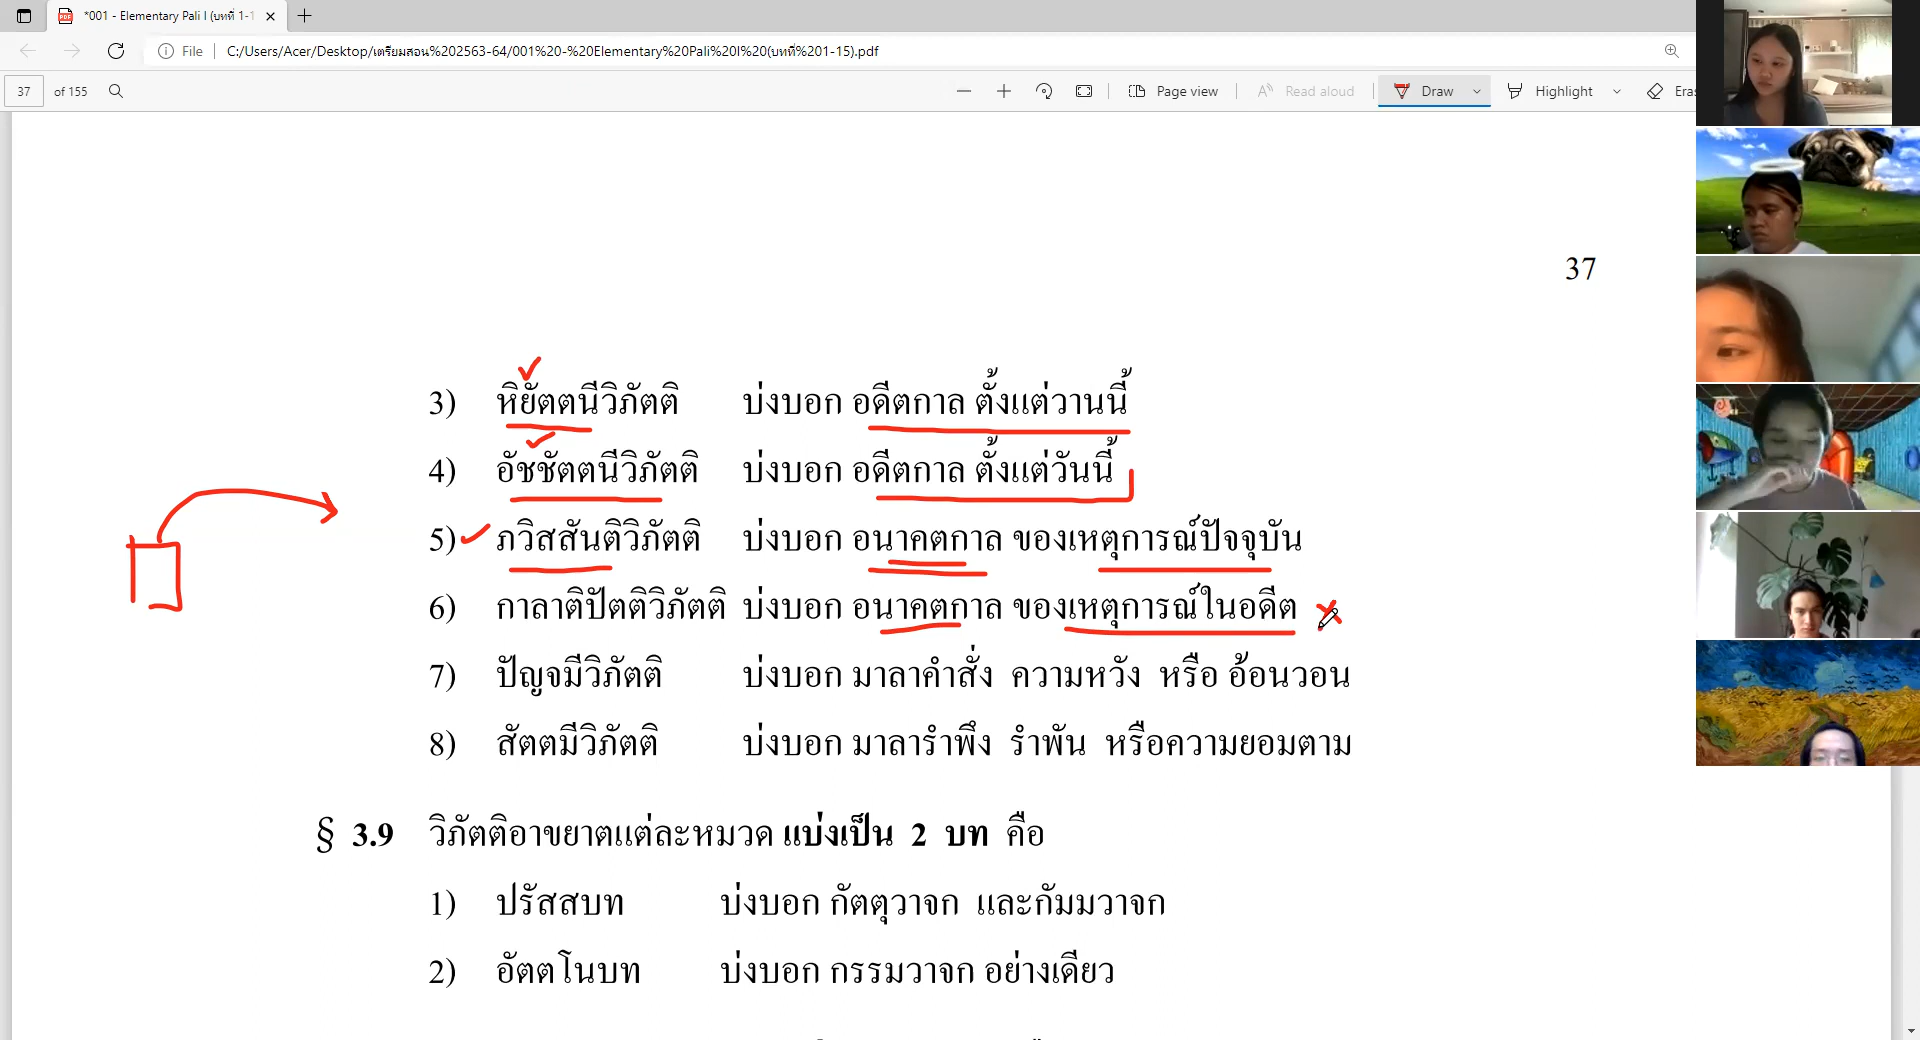 *001 - Elementary Pali I (บทที่ 1-1
File C:/Users/Acer/Desktop/เตรียมสอน%202563-64/001%20-%20Elementary%20Pali%20I%20(บทที่%201-15).pdf
37 of 155 Page view Read aloud Draw Highlight Eras
37
3) หิยัตตนีวิภัตติ บ่งบอก อดีตกาล ตั้งแต่วานนี้
4) อัชชัตตนีวิภัตติ บ่งบอก อดีตกาล ตั้งแต่วันนี้
5) ภวิสสันติวิภัตติ บ่งบอก อนาคตกาล ของเหตุการณ์ปัจจุบัน
6) กาลาติปัตติวิภัตติ บ่งบอก อนาคตกาล ของเหตุการณ์ในอดีต
7) ปัญจมีวิภัตติ บ่งบอก มาลาคำสั่ง ความหวัง หรือ อ้อนวอน
8) สัตตมีวิภัตติ บ่งบอก มาลารำพึง รำพัน หรือความยอมตาม
§ 3.9 วิภัตติอาขยาตแต่ละหมวด แบ่งเป็น 2 บท คือ
1) ปรัสสบท บ่งบอก กัตตุวาจก และกัมมวาจก
2) อัตตโนบท บ่งบอก กรรมวาจก อย่างเดียว